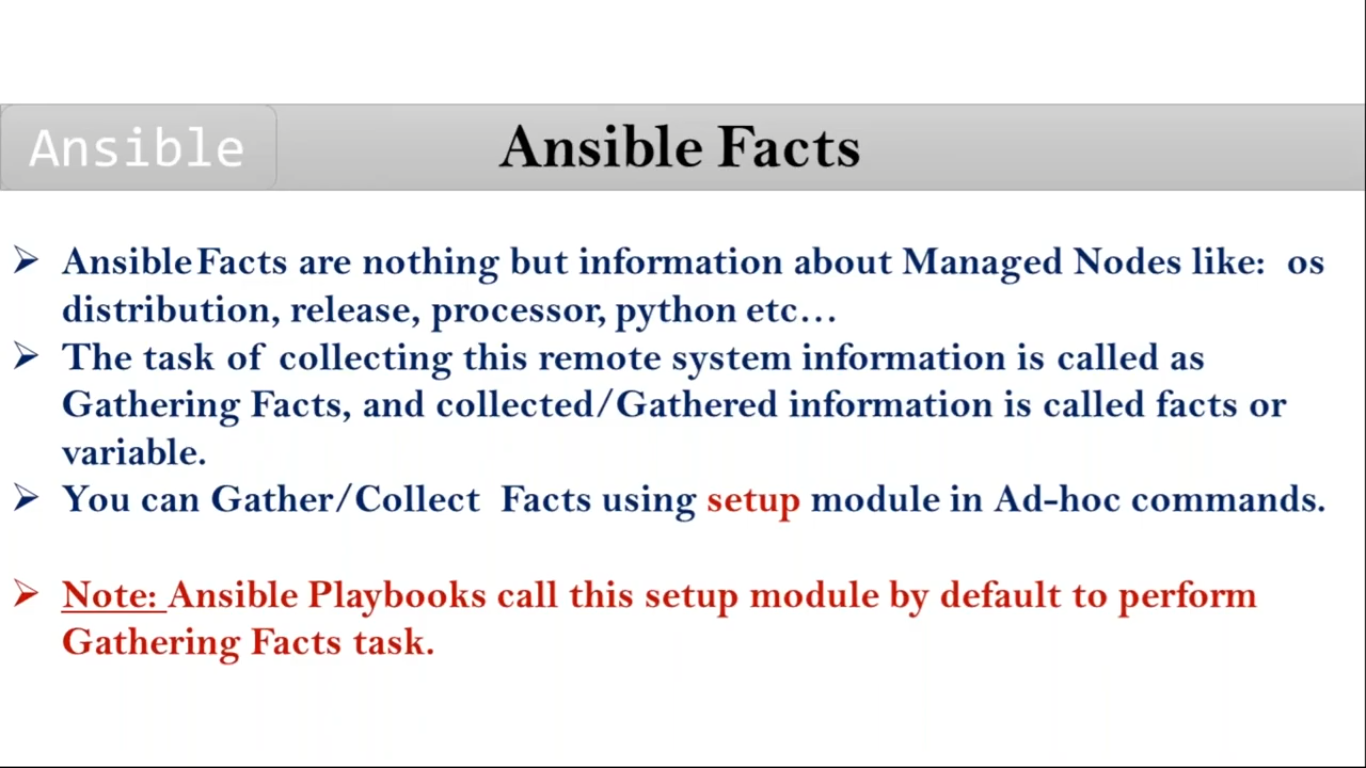 Ansible
Ansible Facts
➢ Ansible Facts are nothing but information about Managed Nodes like: os
distribution, release, processor, python etc…
➢ The task of collecting this remote system information is called as
Gathering Facts, and collected/Gathered information is called facts or
variable.
➢ You can Gather/Collect Facts using setup module in Ad-hoc commands.
➢ Note: Ansible Playbooks call this setup module by default to perform
Gathering Facts task.